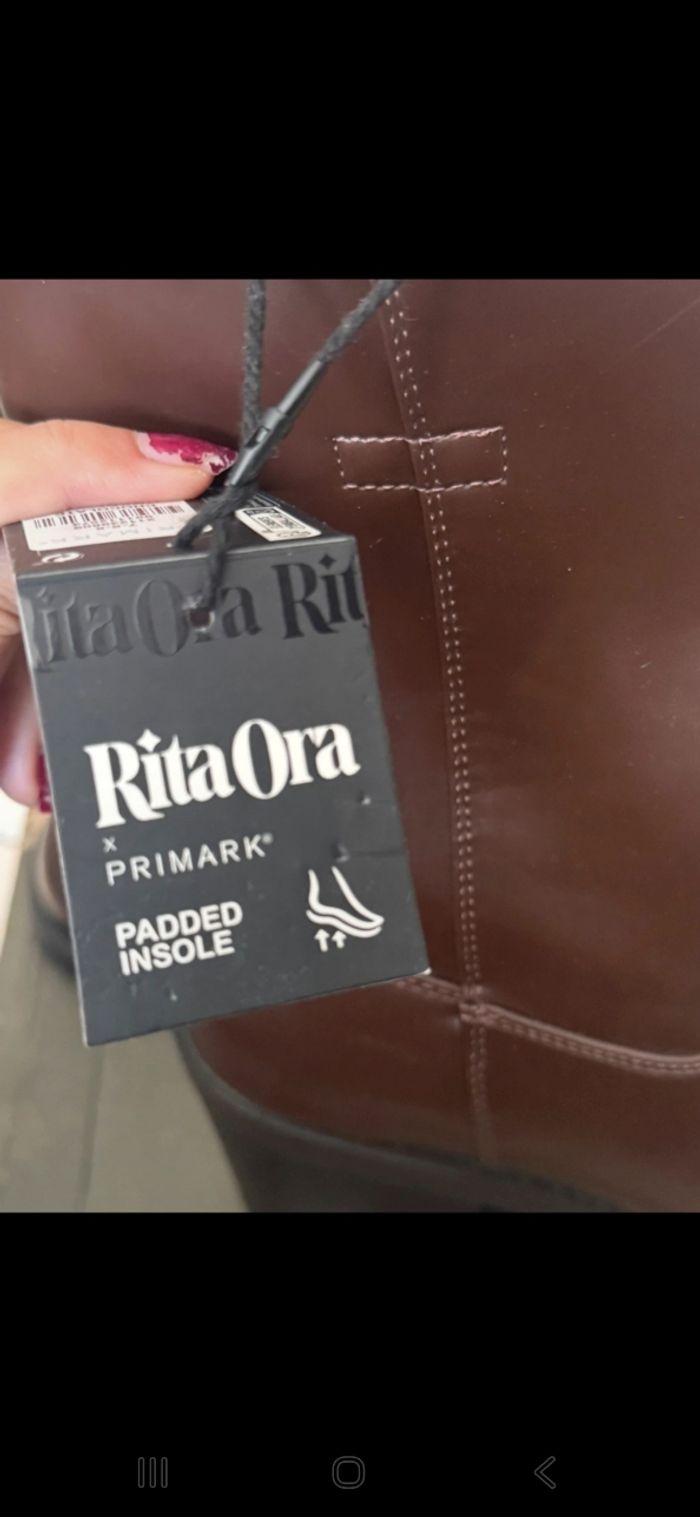 Rita Ora Rit
Rita Ora
x
PRIMARK®
PADDED
INSOLE